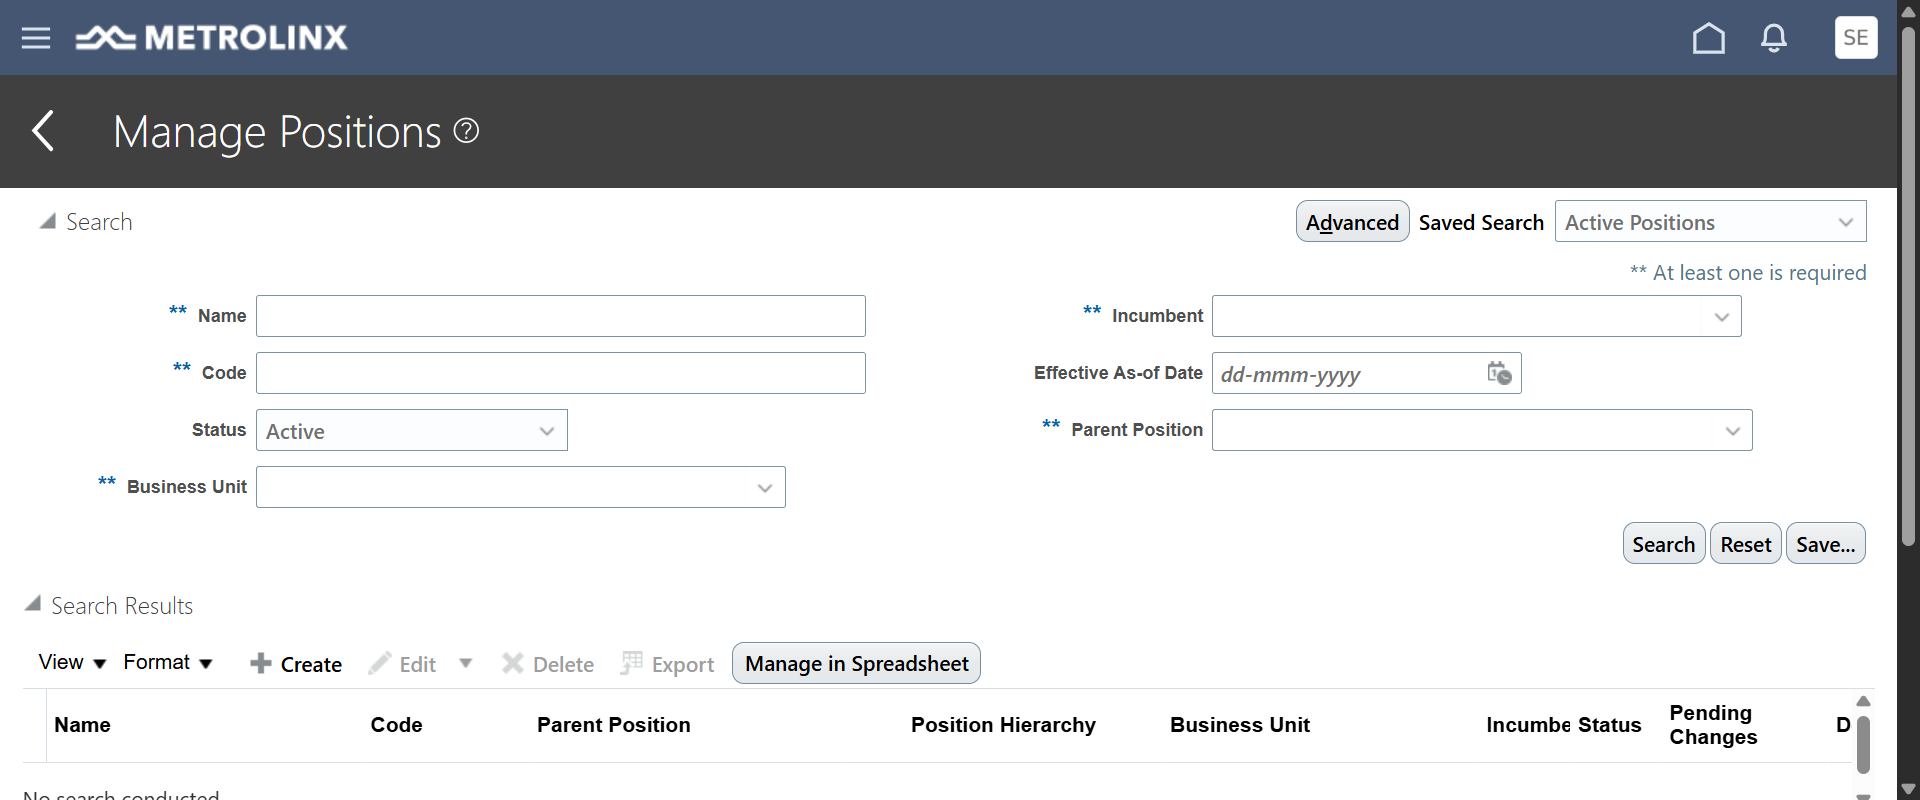 METROLINX
SE
Manage Positions ?
Search
Advanced Saved Search Active Positions
** At least one is required
** Name
** Incumbent
** Code
Effective As-of Date dd-mmm-yyyy
Status Active
** Parent Position
** Business Unit
Search Reset Save...
Search Results
View Format Create Edit Delete Export Manage in Spreadsheet
Name Code Parent Position Position Hierarchy Business Unit Incumbe Status Pending Changes D
No search conducted